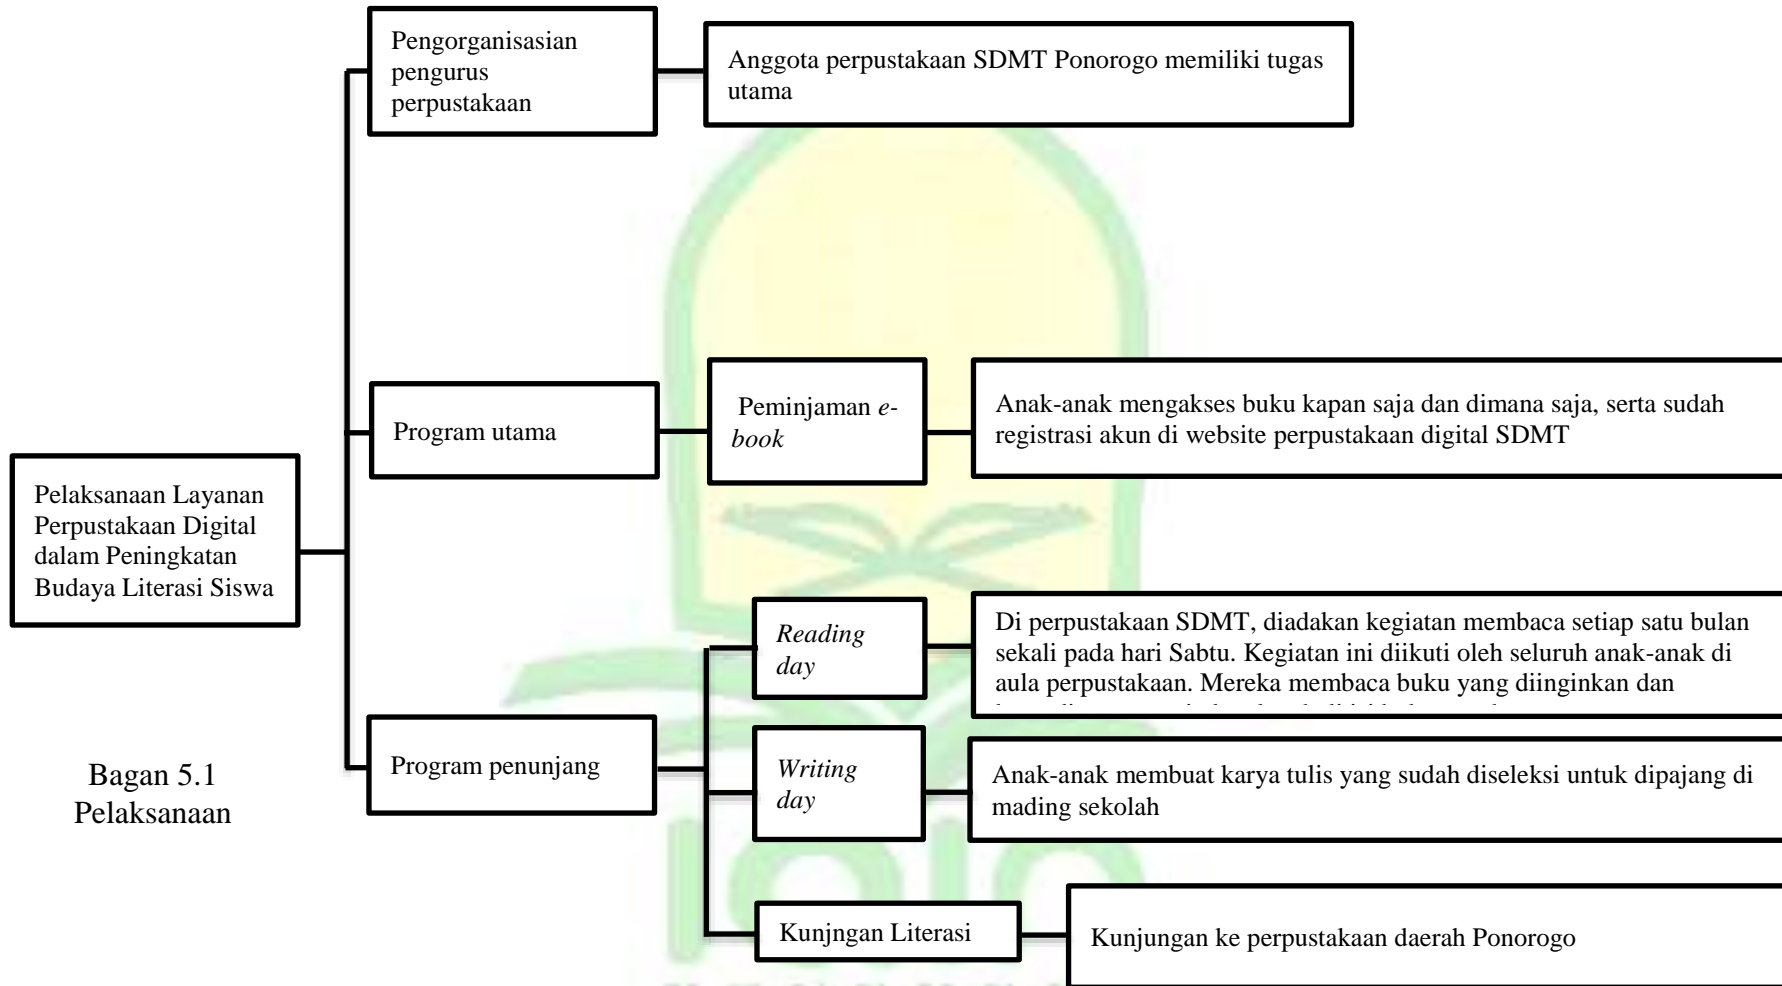 Pengorganisasian
pengurus
perpustakaan
Anggota perpustakaan SDMT Ponorogo memiliki tugas
utama
Program utama
Peminjaman e-
book
Anak-anak mengakses buku kapan saja dan dimana saja, serta sudah
registrasi akun di website perpustakaan digital SDMT
Pelaksanaan Layanan
Perpustakaan Digital
dalam Peningkatan
Budaya Literasi Siswa
Reading
day
Di perpustakaan SDMT, diadakan kegiatan membaca setiap satu bulan
sekali pada hari Sabtu. Kegiatan ini diikuti oleh seluruh anak-anak di
aula perpustakaan. Mereka membaca buku yang diinginkan dan
Program penunjang
Writing
day
Anak-anak membuat karya tulis yang sudah diseleksi untuk dipajang di
mading sekolah
Kunjngan Literasi
Kunjungan ke perpustakaan daerah Ponorogo
Bagan 5.1
Pelaksanaan